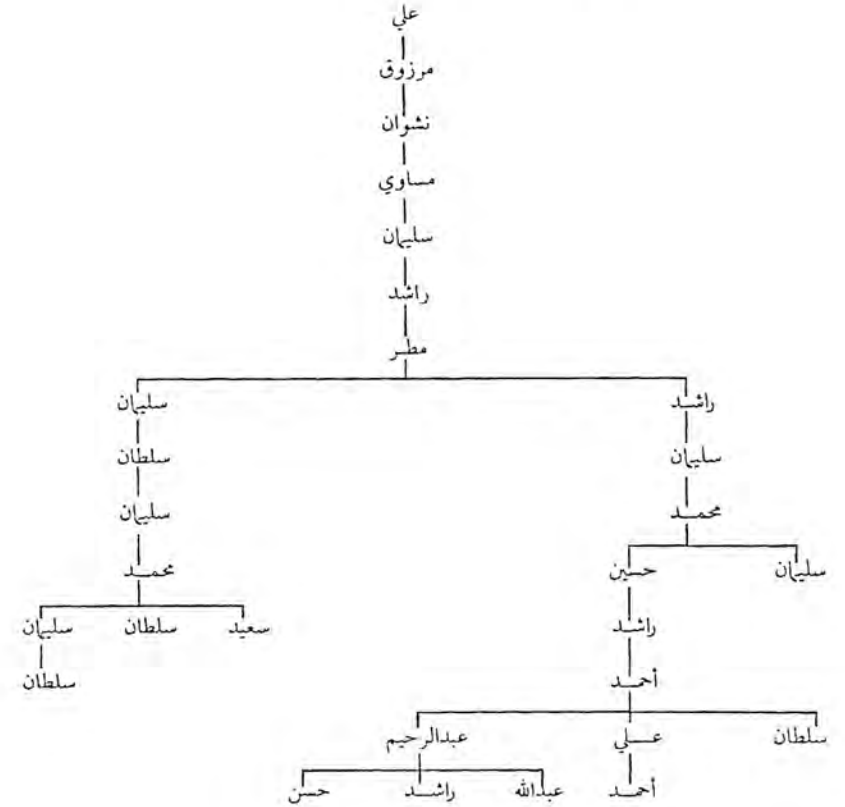 علي
مرزوق
نشوان
مساوي
سليمان
راشد
مطر
راشد سليمان
سليمان سلطان
محمد سليمان
سليمان حسين محمد
راشد سعيد سلطان سليمان
أحمد سلطان
سلطان علي عبدالرحيم
أحمد عبدالله راشد حسن